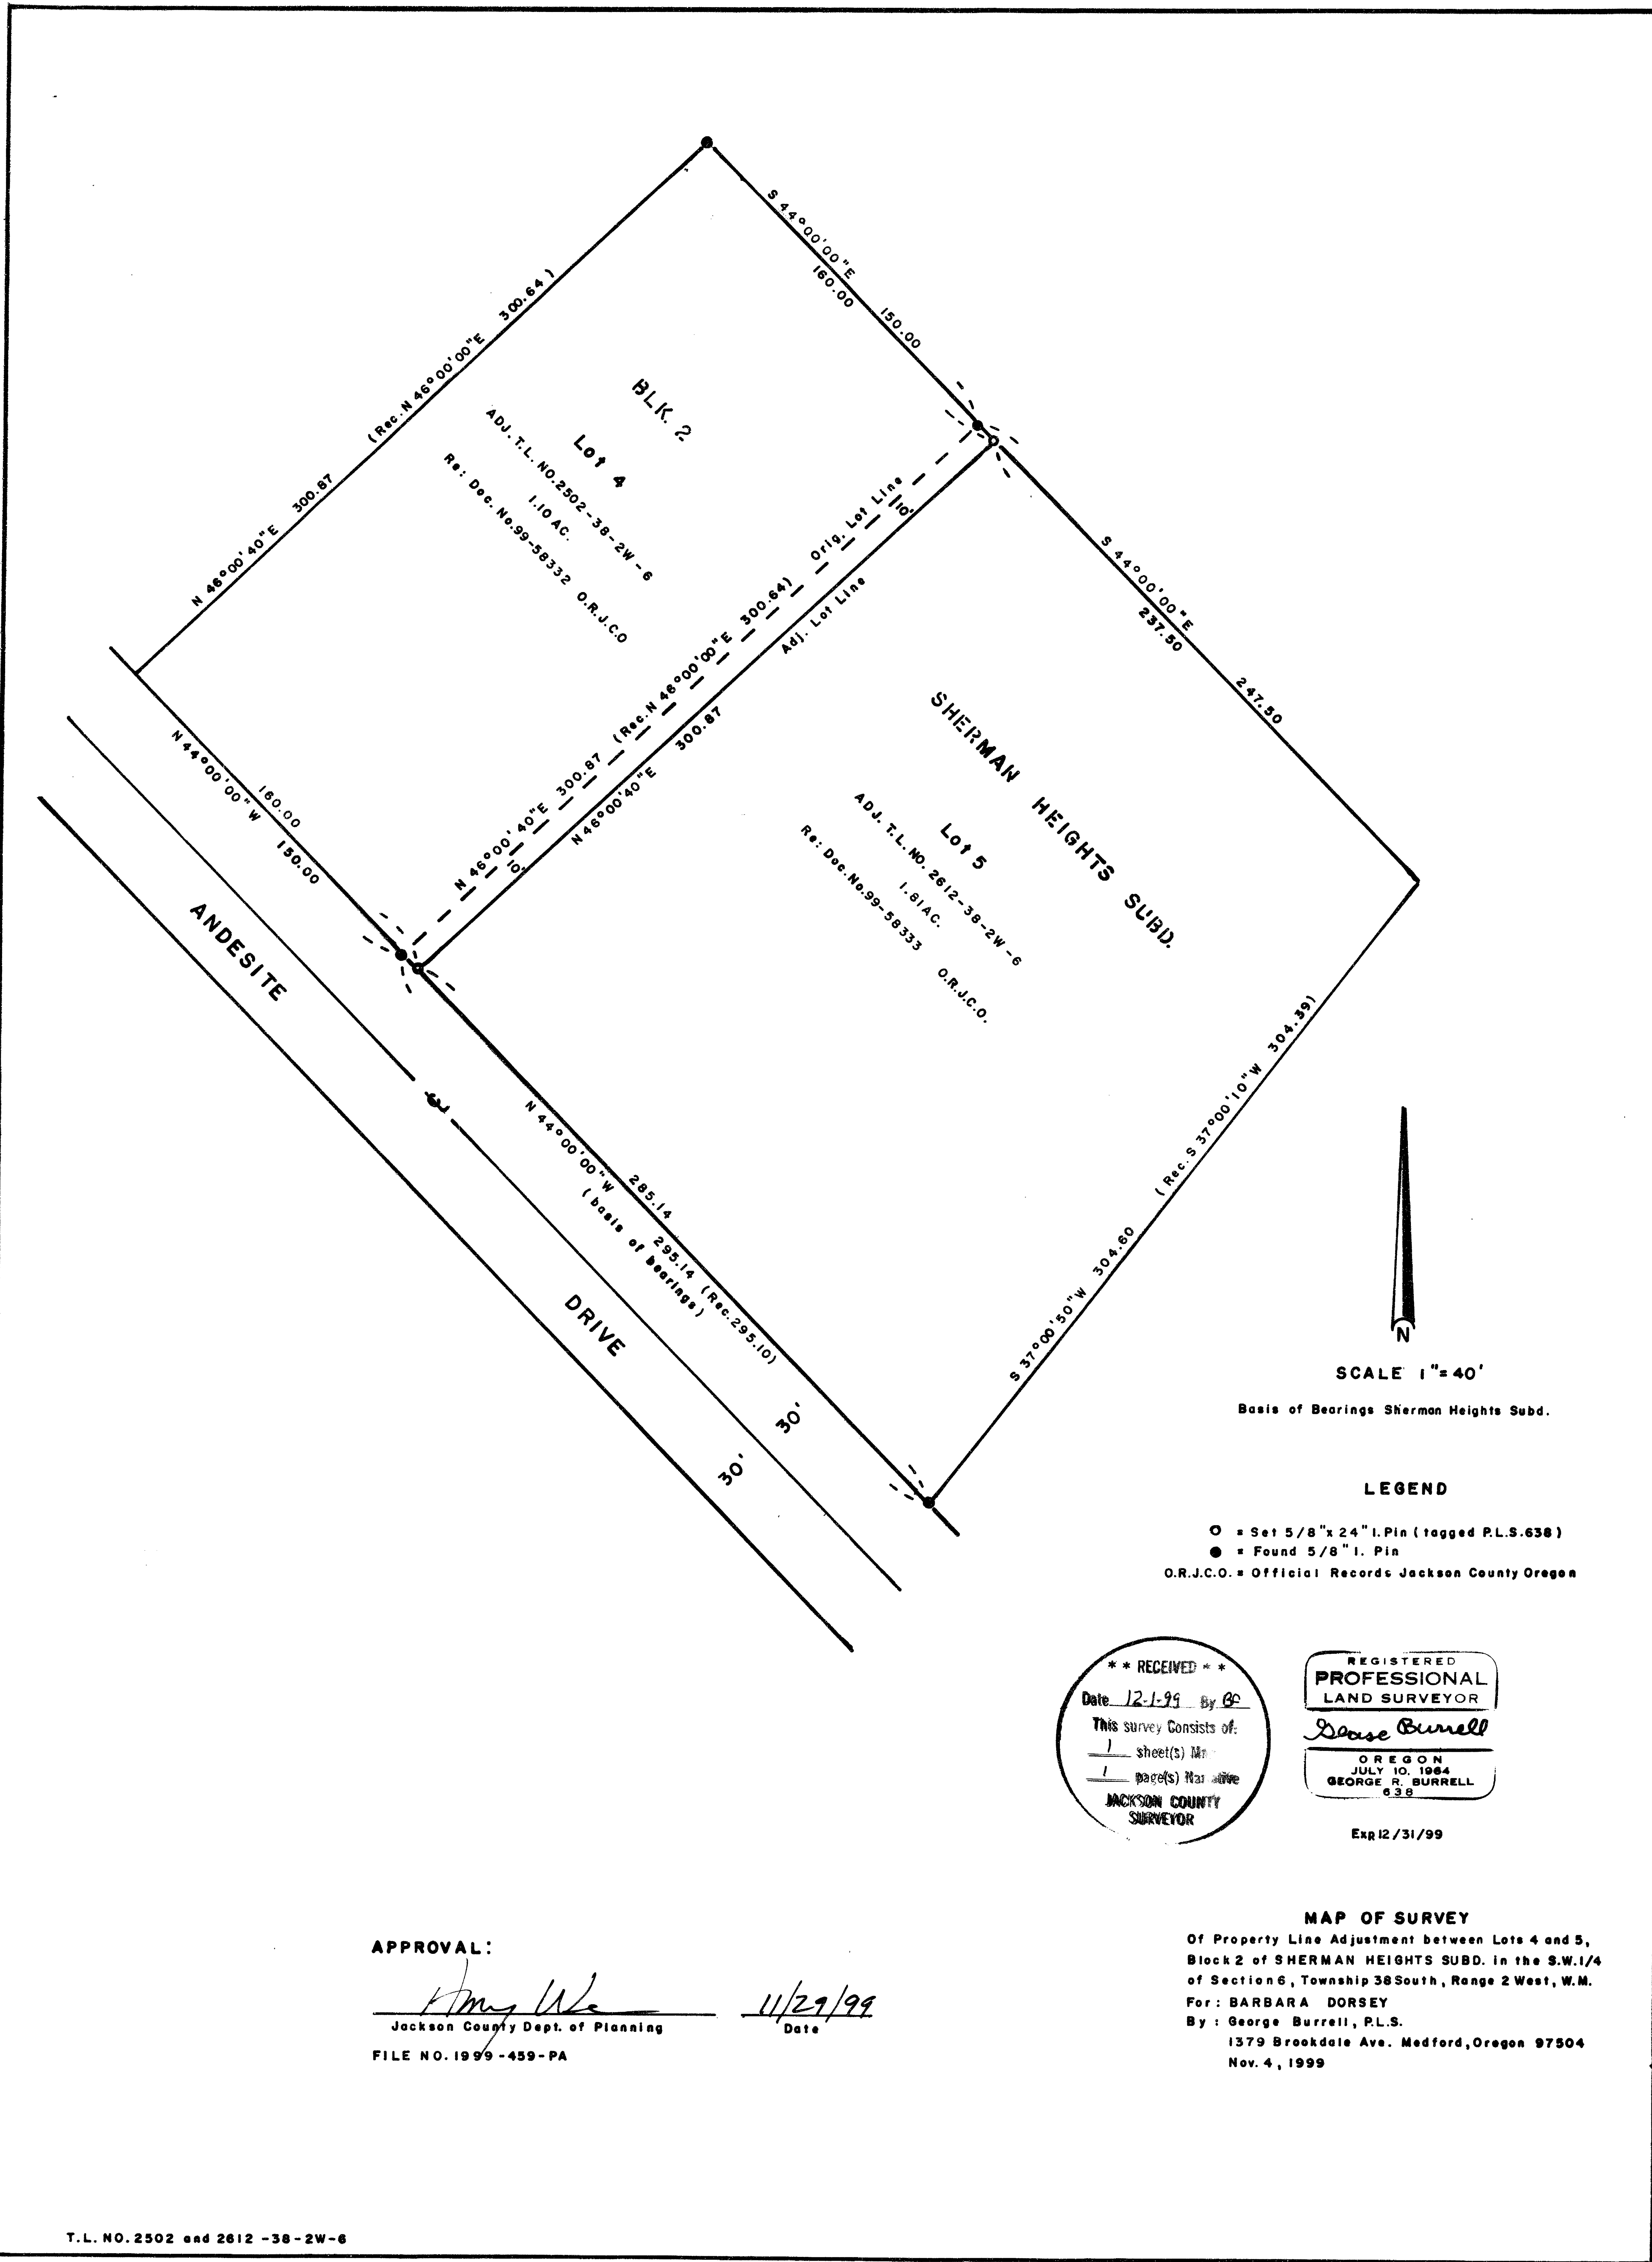 S 44°00'00"E
160.00
150.00
(Rec. N 46°00'00"E 300.64)
N 46°00'40"E 300.87
BLK. 2
Lot 4
ADJ. T.L. NO.2502-38-2W-6
1.10 AC.
Re: Doc. No.99-58332 O.R.J.C.O
Orig. Lot Line
10'
Adj. Lot Line
N 46°00'40"E 300.87 (Rec. N 46°00'00"E 300.64)
N 46°00'40"E 300.87
10'
S 44°00'00"E
237.50
247.50
SHERMAN HEIGHTS SUBD.
Lot 5
ADJ. T.L. NO. 2612-38-2W-6
1.81AC.
Re: Doc. No.99-58333 O.R.J.C.O.
N 44°00'00"W
160.00
150.00
ANDESITE DRIVE
N 44°00'00"W 285.14
295.14 (Rec. 295.10)
(basis of bearings)
30'
30'
S 37°00'50"W 304.60 (Rec. S 37°00'10"W 304.39)
N
SCALE 1"=40'
Basis of Bearings Sherman Heights Subd.
LEGEND
= Set 5/8"x 24" I. Pin (tagged P.L.S.638)
= Found 5/8" I. Pin
O.R.J.C.O. = Official Records Jackson County Oregon
* * RECEIVED * *
Date 12-1-99 By
This survey Consists of:
1 sheet(s)
1 page(s)
JACKSON COUNTY
SURVEYOR
REGISTERED
PROFESSIONAL
LAND SURVEYOR
OREGON
JULY 10, 1964
GEORGE R. BURRELL
638
Exp 12/31/99
APPROVAL:
11/29/99
Jackson County Dept. of Planning Date
FILE NO. 1999-459-PA
MAP OF SURVEY
Of Property Line Adjustment between Lots 4 and 5,
Block 2 of SHERMAN HEIGHTS SUBD. in the S.W.1/4
of Section 6, Township 38 South, Range 2 West, W.M.
For: BARBARA DORSEY
By: George Burrell, P.L.S.
1379 Brookdale Ave. Medford, Oregon 97504
Nov. 4, 1999
T.L. NO. 2502 and 2612 -38-2W-6